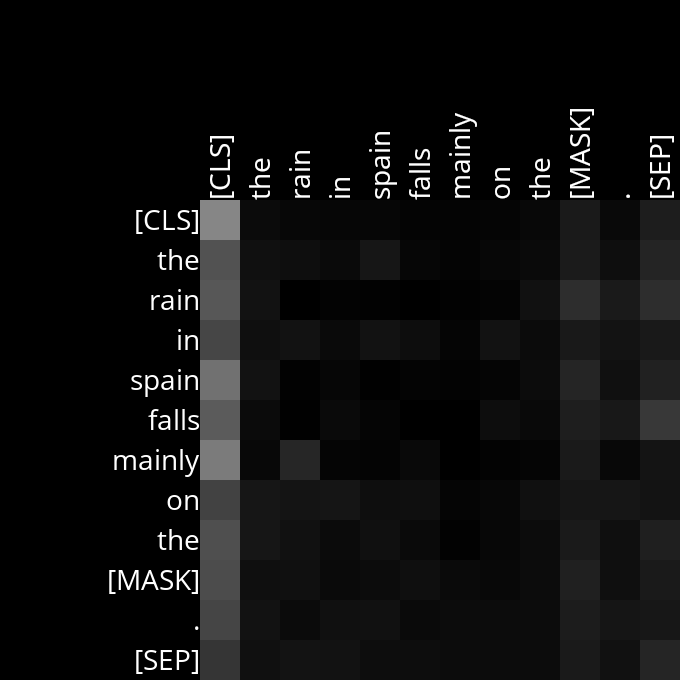 [CLS] the rain in spain falls mainly on the [MASK] . [SEP]
[CLS]
the
rain
in
spain
falls
mainly
on
the
[MASK]
.
[SEP]